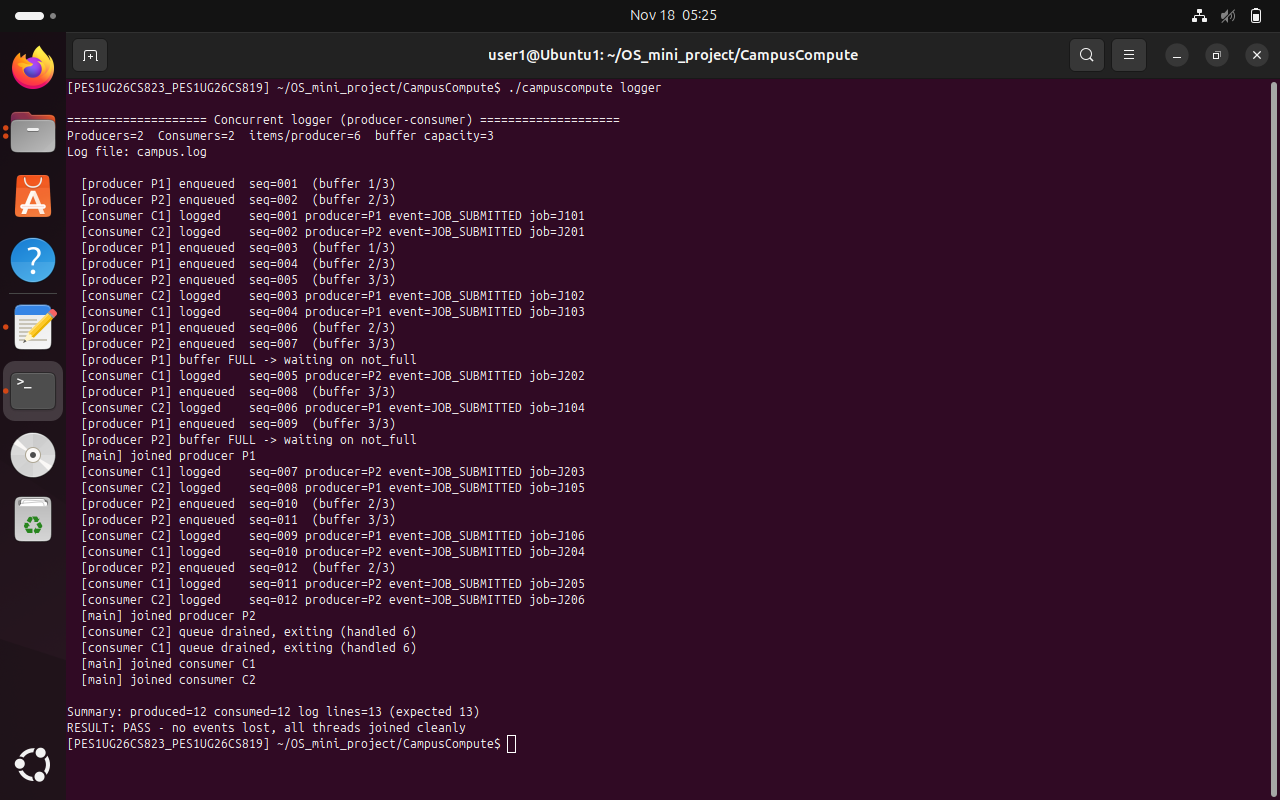 Nov 18 05:25
user1@Ubuntu1: ~/OS_mini_project/CampusCompute
[PES1UG26CS823_PES1UG26CS819] ~/OS_mini_project/CampusCompute$ ./campuscompute logger
==================== Concurrent logger (producer-consumer) ====================
Producers=2  Consumers=2  items/producer=6  buffer capacity=3
Log file: campus.log
  [producer P1] enqueued  seq=001  (buffer 1/3)
  [producer P2] enqueued  seq=002  (buffer 2/3)
  [consumer C1] logged    seq=001 producer=P1 event=JOB_SUBMITTED job=J101
  [consumer C2] logged    seq=002 producer=P2 event=JOB_SUBMITTED job=J201
  [producer P1] enqueued  seq=003  (buffer 1/3)
  [producer P1] enqueued  seq=004  (buffer 2/3)
  [producer P2] enqueued  seq=005  (buffer 3/3)
  [consumer C2] logged    seq=003 producer=P1 event=JOB_SUBMITTED job=J102
  [consumer C1] logged    seq=004 producer=P1 event=JOB_SUBMITTED job=J103
  [producer P1] enqueued  seq=006  (buffer 2/3)
  [producer P2] enqueued  seq=007  (buffer 3/3)
  [producer P1] buffer FULL -> waiting on not_full
  [consumer C1] logged    seq=005 producer=P2 event=JOB_SUBMITTED job=J202
  [producer P1] enqueued  seq=008  (buffer 3/3)
  [consumer C2] logged    seq=006 producer=P1 event=JOB_SUBMITTED job=J104
  [producer P1] enqueued  seq=009  (buffer 3/3)
  [producer P2] buffer FULL -> waiting on not_full
  [main] joined producer P1
  [consumer C1] logged    seq=007 producer=P2 event=JOB_SUBMITTED job=J203
  [consumer C2] logged    seq=008 producer=P1 event=JOB_SUBMITTED job=J105
  [producer P2] enqueued  seq=010  (buffer 2/3)
  [producer P2] enqueued  seq=011  (buffer 3/3)
  [consumer C2] logged    seq=009 producer=P1 event=JOB_SUBMITTED job=J106
  [consumer C1] logged    seq=010 producer=P2 event=JOB_SUBMITTED job=J204
  [producer P2] enqueued  seq=012  (buffer 2/3)
  [consumer C1] logged    seq=011 producer=P2 event=JOB_SUBMITTED job=J205
  [consumer C2] logged    seq=012 producer=P2 event=JOB_SUBMITTED job=J206
  [main] joined producer P2
  [consumer C2] queue drained, exiting (handled 6)
  [consumer C1] queue drained, exiting (handled 6)
  [main] joined consumer C1
  [main] joined consumer C2
Summary: produced=12 consumed=12 log lines=13 (expected 13)
RESULT: PASS - no events lost, all threads joined cleanly
[PES1UG26CS823_PES1UG26CS819] ~/OS_mini_project/CampusCompute$